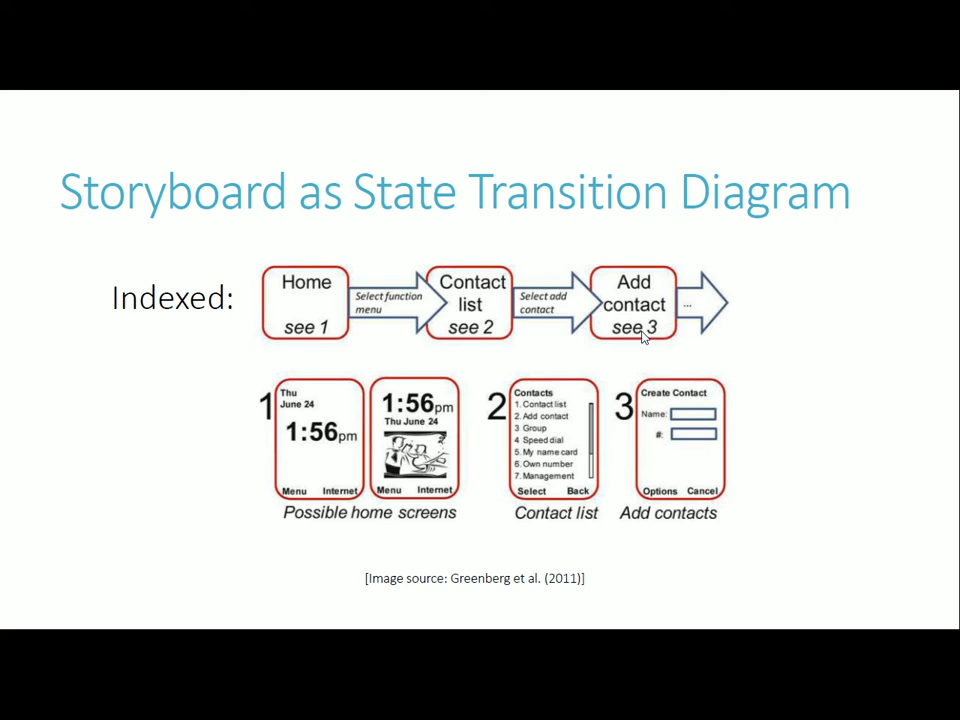 Storyboard as State Transition Diagram
Indexed:
Home
see 1
Select function
menu
Contact
list
see 2
Select add
contact
Add
contact
see 3
...
1
Thu
June 24
1:56pm
Menu Internet
1:56pm
Thu June 24
Menu Internet
Possible home screens
2
Contacts
1. Contact list
2. Add contact
3 Group
4 Speed dial
5. My name card
6. Own number
7. Management
Select Back
Contact list
3
Create Contact
Name:
#:
Options Cancel
Add contacts
[Image source: Greenberg et al. (2011)]